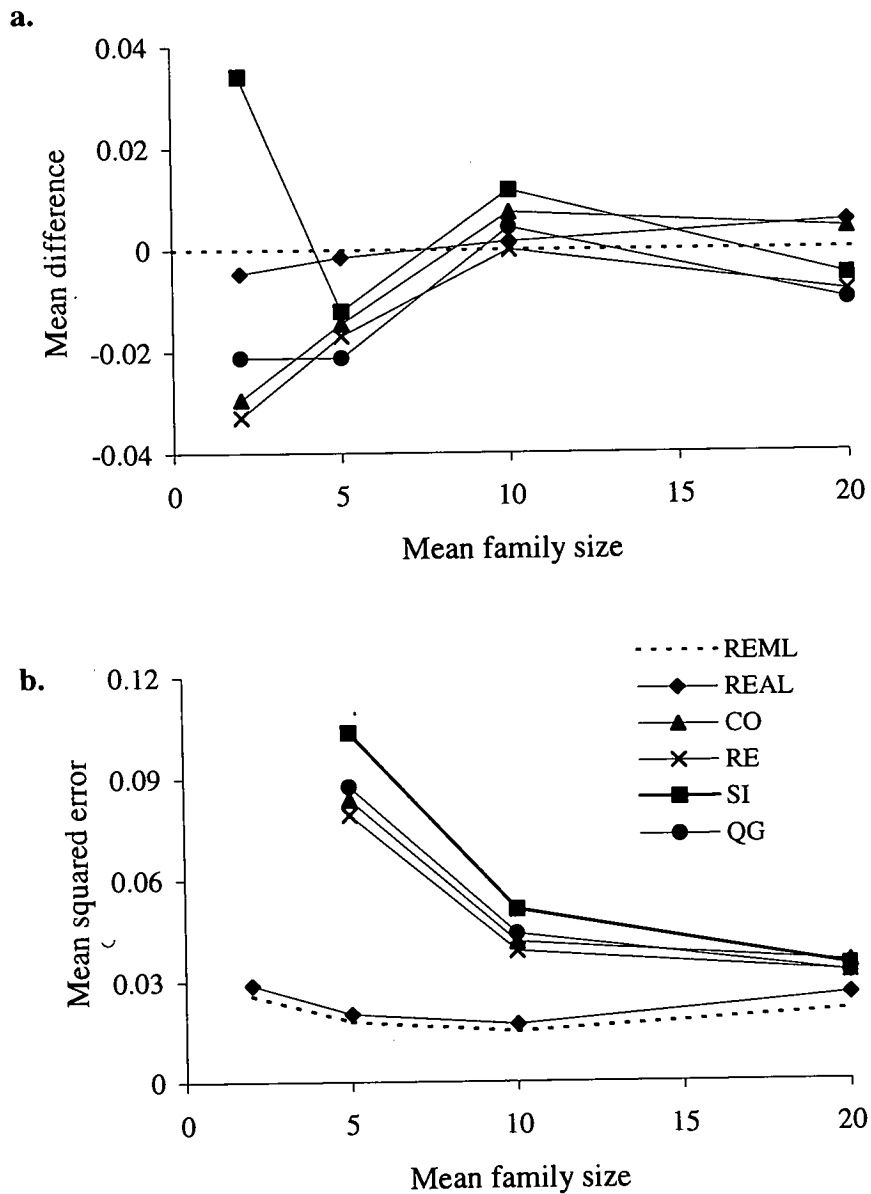 a.
0.04
0.02
0
-0.02
-0.04
Mean difference
0 5 10 15 20
Mean family size
b.
0.12
0.09
0.06
0.03
0
Mean squared error
REML
REAL
CO
RE
SI
QG
0 5 10 15 20
Mean family size